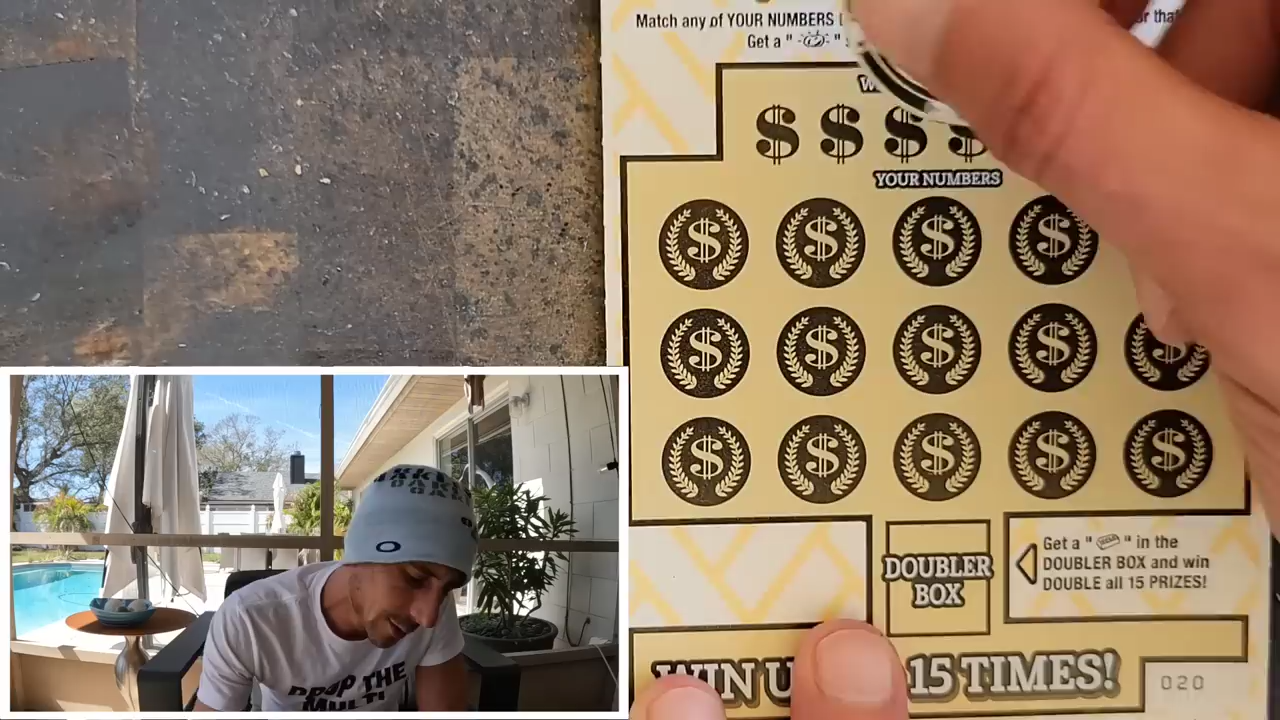 Match any of YOUR NUMBERS
Get a " "
$ $ $ $
YOUR NUMBERS
$ $ $ $
$ $ $ $ $
$ $ $ $ $
DOUBLER
BOX
Get a " " in the
DOUBLER BOX and win
DOUBLE all 15 PRIZES!
WIN U 15 TIMES!
020
DROP THE
MULTI